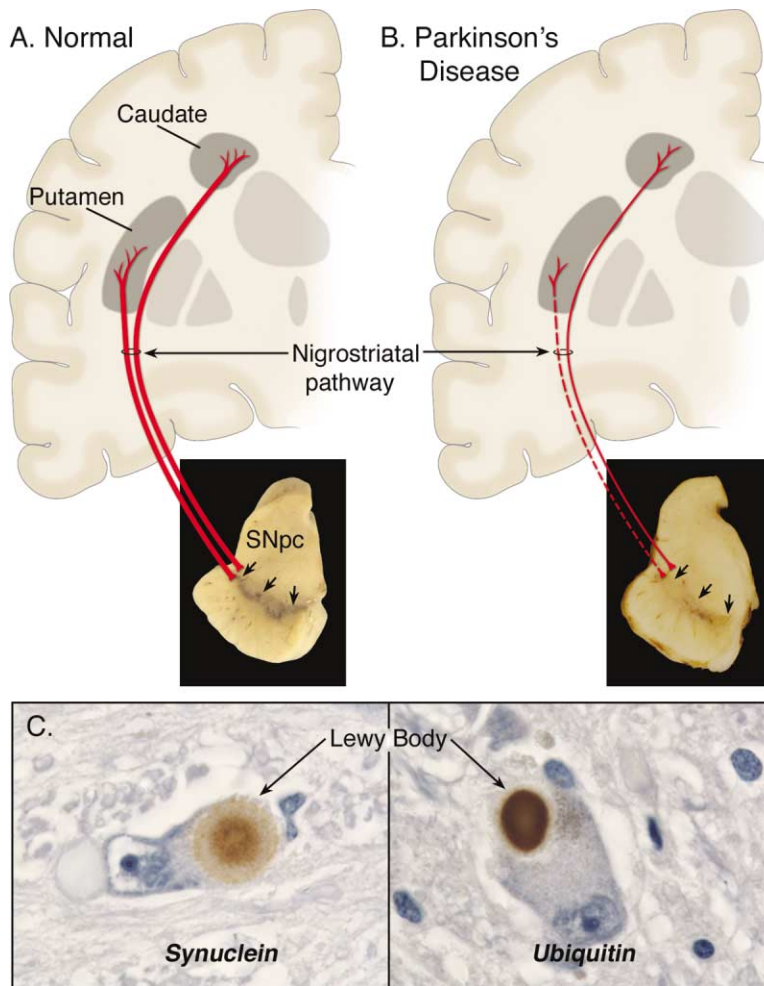 A. Normal
B. Parkinson's
Disease
Caudate
Putamen
Nigrostriatal
pathway
SNpc
C.
Lewy Body
Synuclein
Ubiquitin